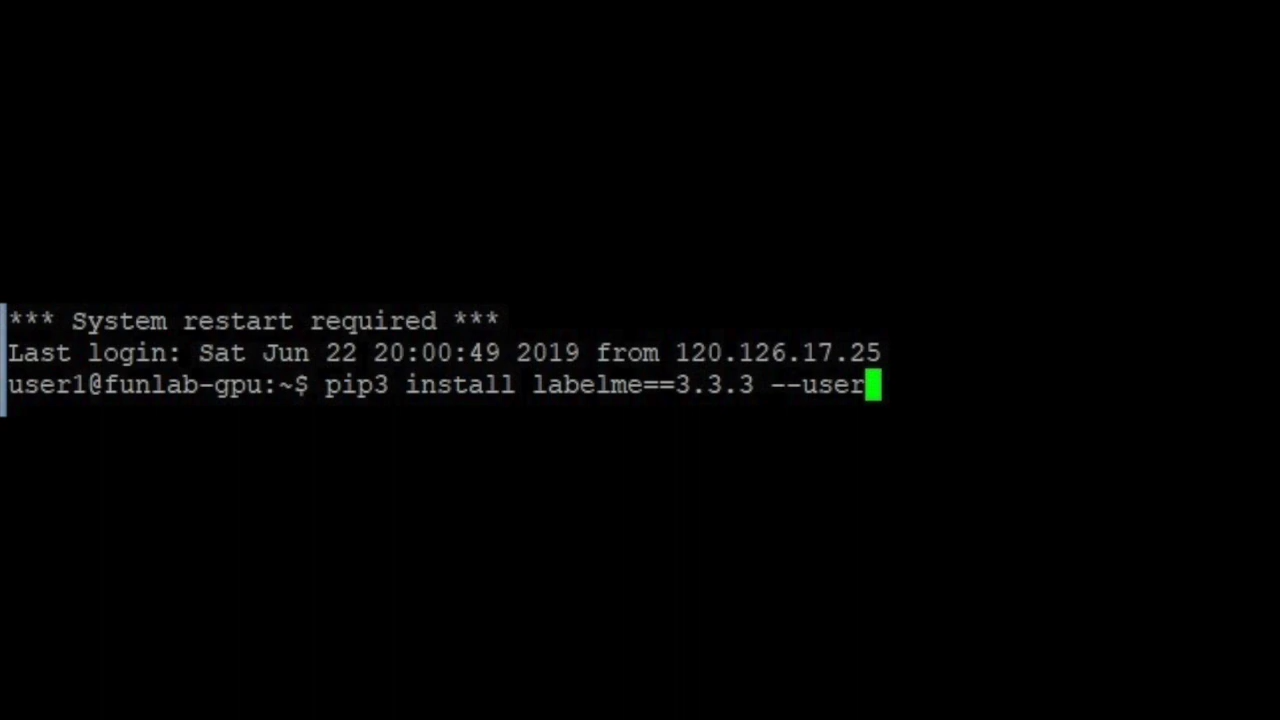 *** System restart required ***
Last login: Sat Jun 22 20:00:49 2019 from 120.126.17.25
user1@funlab-gpu:~$ pip3 install labelme==3.3.3 --user